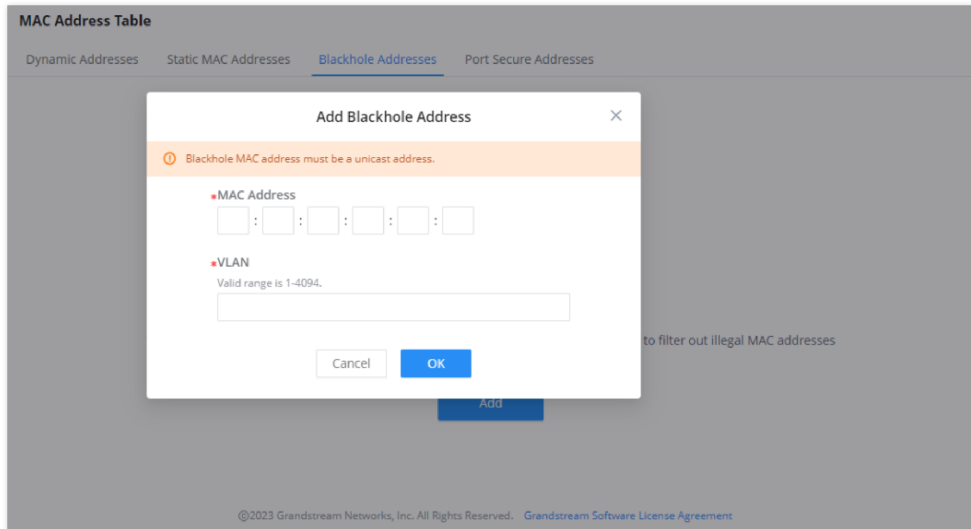 MAC Address Table
Dynamic Addresses Static MAC Addresses Blackhole Addresses Port Secure Addresses
Add Blackhole Address
Blackhole MAC address must be a unicast address.
*MAC Address
: : : : :
*VLAN
Valid range is 1-4094.
to filter out illegal MAC addresses
Cancel OK
Add
©2023 Grandstream Networks, Inc. All Rights Reserved. Grandstream Software License Agreement